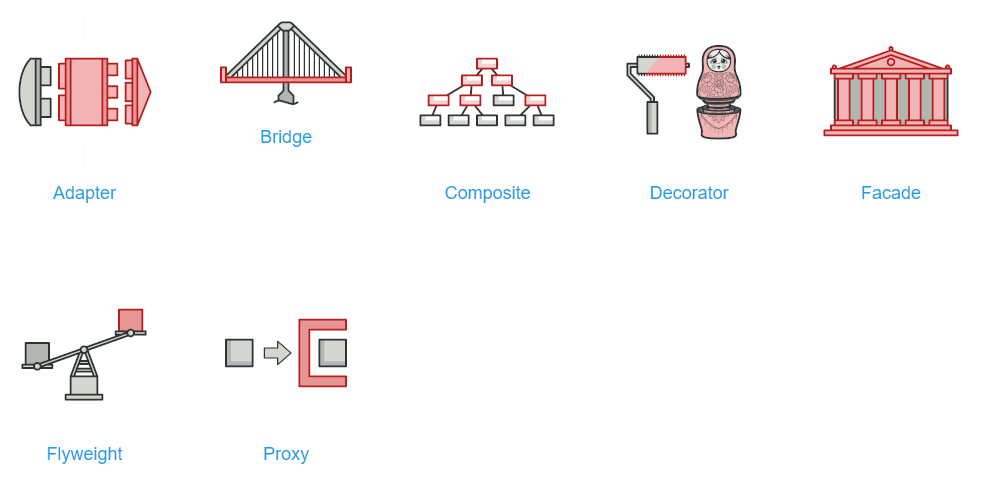 Adapter
Bridge
Composite
Decorator
Facade
Flyweight
Proxy